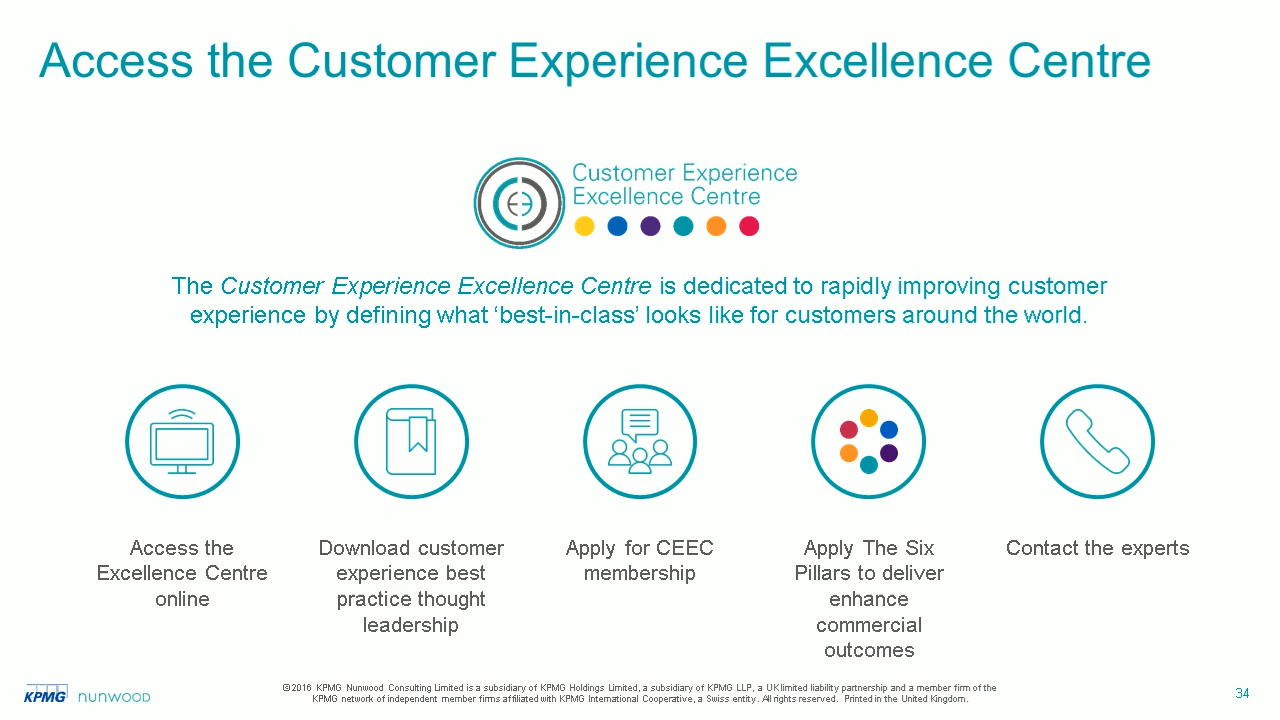 Access the Customer Experience Excellence Centre
Customer Experience
Excellence Centre
The Customer Experience Excellence Centre is dedicated to rapidly improving customer
experience by defining what ‘best-in-class’ looks like for customers around the world.
Access the
Excellence Centre
online
Download customer
experience best
practice thought
leadership
Apply for CEEC
membership
Apply The Six
Pillars to deliver
enhance
commercial
outcomes
Contact the experts
KPMG nunwood
©2016 KPMG Nunwood Consulting Limited is a subsidiary of KPMG Holdings Limited, a subsidiary of KPMG LLP, a UK limited liability partnership and a member firm of the
KPMG network of independent member firms affiliated with KPMG International Cooperative, a Swiss entity. All rights reserved. Printed in the United Kingdom.
34